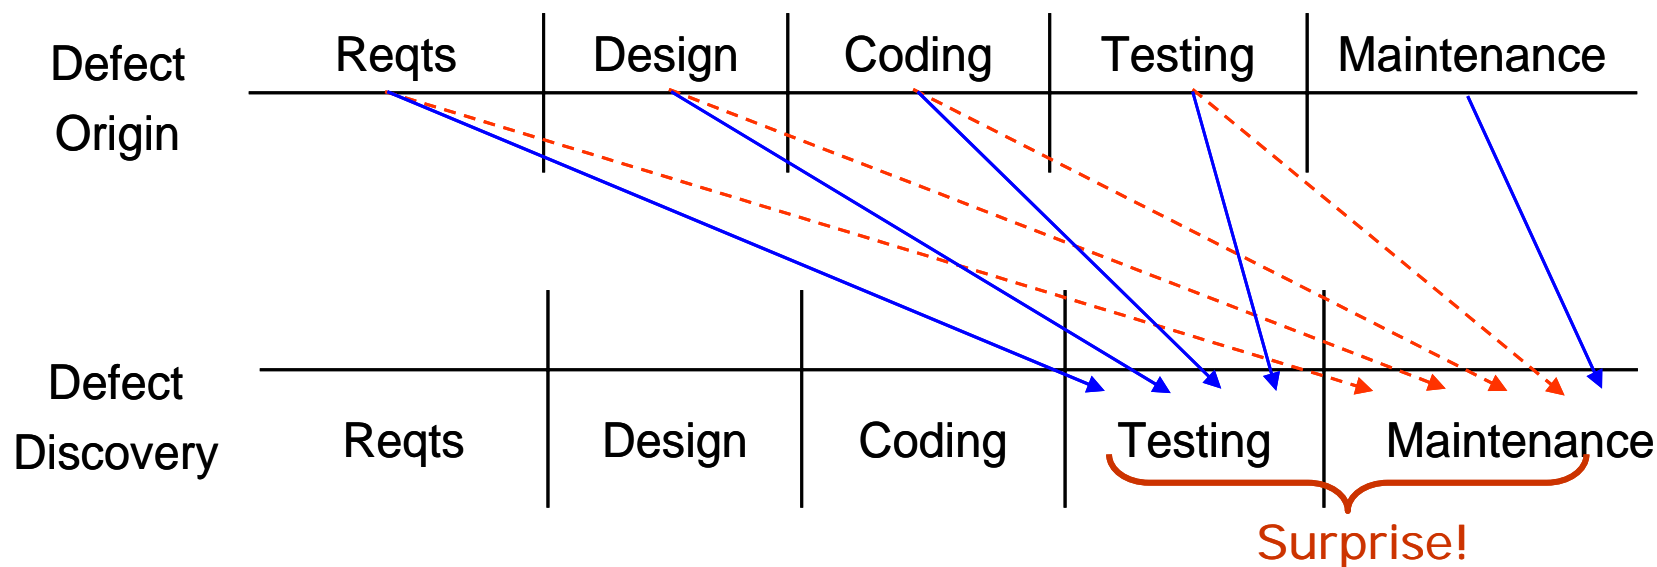 Defect
Origin
Reqts
Design
Coding
Testing
Maintenance
Defect
Discovery
Reqts
Design
Coding
Testing
Maintenance
Surprise!